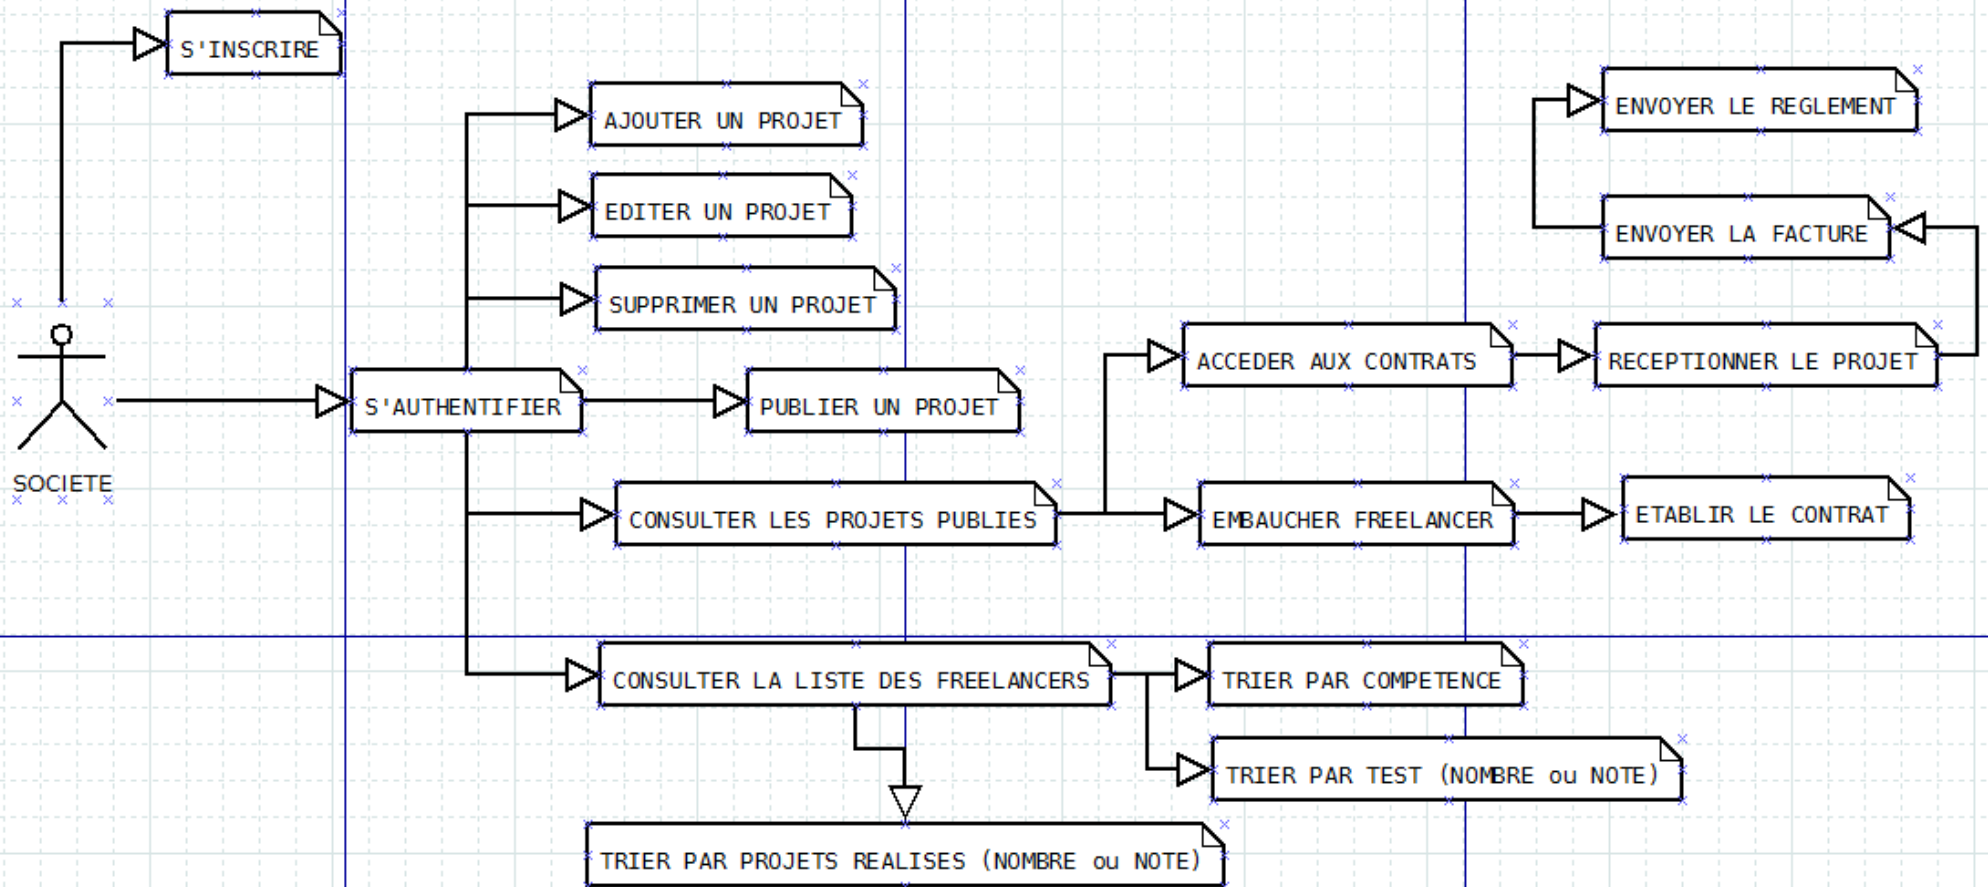 S'INSCRIRE
AJOUTER UN PROJET
EDITER UN PROJET
SUPPRIMER UN PROJET
S'AUTHENTIFIER
PUBLIER UN PROJET
SOCIETE
CONSULTER LES PROJETS PUBLIES
ACCEDER AUX CONTRATS
RECEPTIONNER LE PROJET
ENVOYER LA FACTURE
ENVOYER LE REGLEMENT
EMBAUCHER FREELANCER
ETABLIR LE CONTRAT
CONSULTER LA LISTE DES FREELANCERS
TRIER PAR COMPETENCE
TRIER PAR TEST (NOMBRE ou NOTE)
TRIER PAR PROJETS REALISES (NOMBRE ou NOTE)